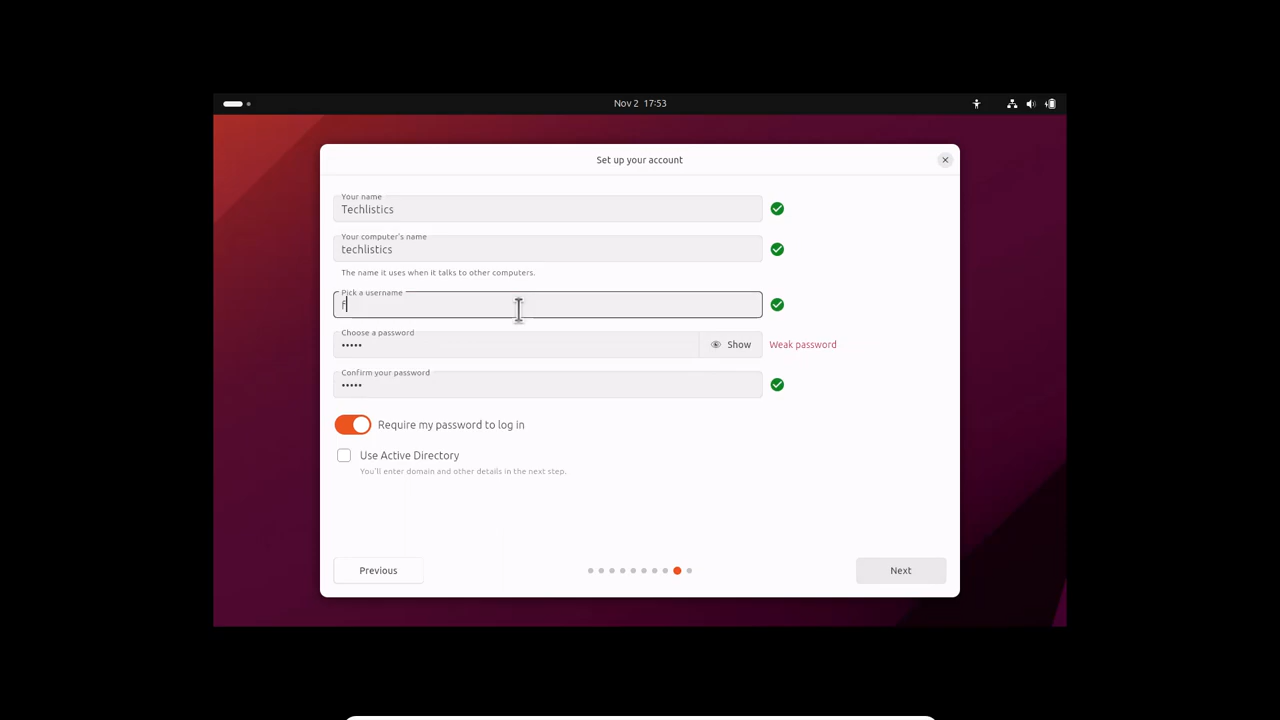 Nov 2 17:53
Set up your account
Your name
Techlistics
Your computer's name
techlistics
The name it uses when it talks to other computers.
Pick a username
f
Choose a password
•••••
Show
Weak password
Confirm your password
•••••
Require my password to log in
Use Active Directory
You'll enter domain and other details in the next step.
Previous
Next